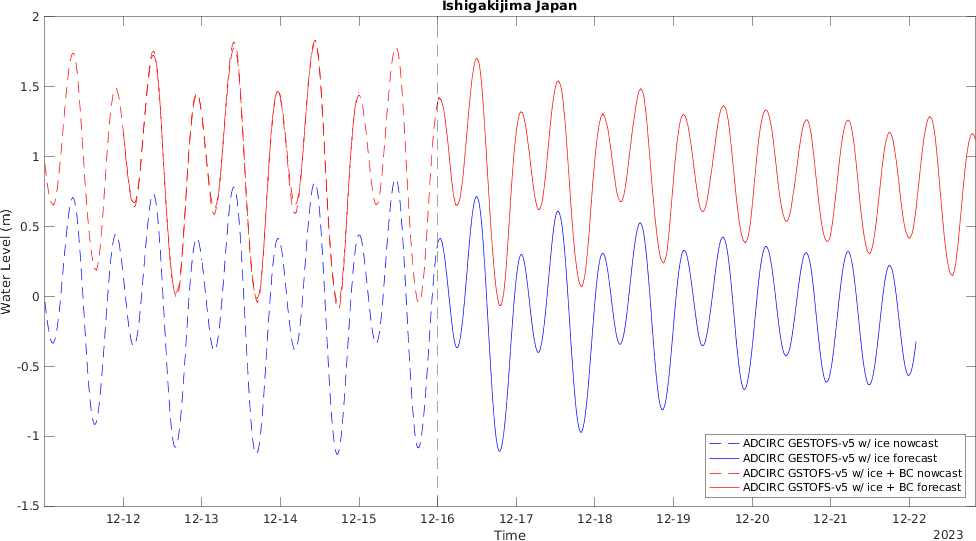 Ishigakijima Japan
Water Level (m)
2
1.5
1
0.5
0
-0.5
-1
-1.5
12-12 12-13 12-14 12-15 12-16 12-17 12-18 12-19 12-20 12-21 12-22
Time
2023
ADCIRC GESTOFS-v5 w/ ice nowcast
ADCIRC GESTOFS-v5 w/ ice forecast
ADCIRC GSTOFS-v5 w/ ice + BC nowcast
ADCIRC GSTOFS-v5 w/ ice + BC forecast